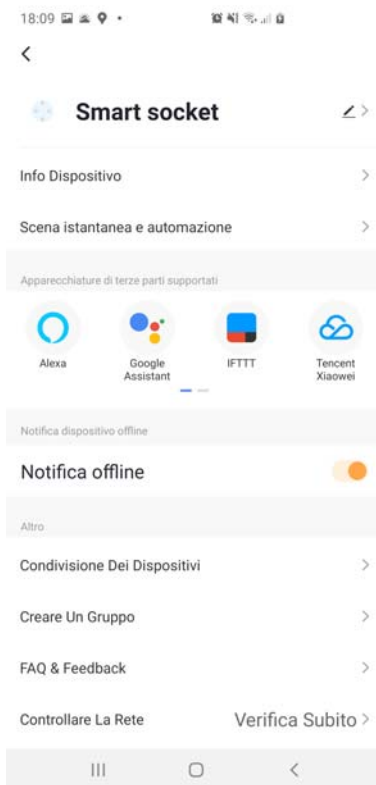 18:09
Smart socket
Info Dispositivo
Scena istantanea e automazione
Apparecchiature di terze parti supportati
Alexa
Google
Assistant
IFTTT
Tencent
Xiaowei
Notifica dispositivo offline
Notifica offline
Altro
Condivisione Dei Dispositivi
Creare Un Gruppo
FAQ & Feedback
Controllare La Rete Verifica Subito